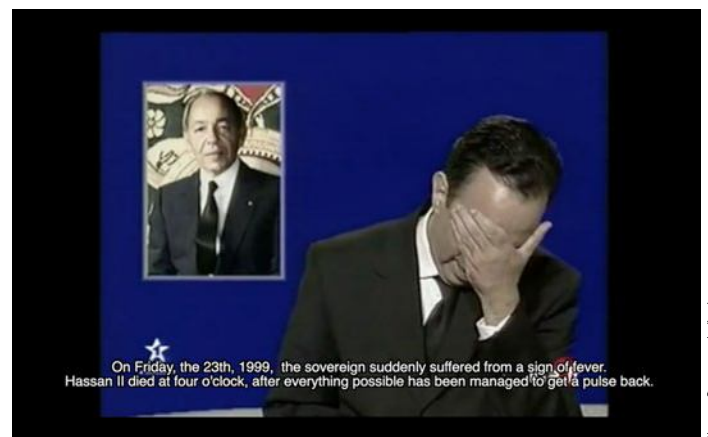 On Friday, the 23th, 1999, the sovereign suddenly suffered from a sign of fever.
Hassan II died at four o'clock, after everything possible has been managed to get a pulse back.